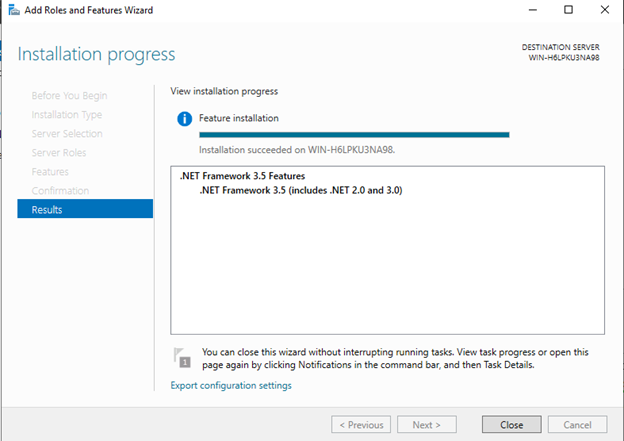 Add Roles and Features Wizard
Installation progress
DESTINATION SERVER
WIN-H6LPKU3NA98
Before You Begin
Installation Type
Server Selection
Server Roles
Features
Confirmation
Results
View installation progress
Feature installation
Installation succeeded on WIN-H6LPKU3NA98.
.NET Framework 3.5 Features
.NET Framework 3.5 (includes .NET 2.0 and 3.0)
1
You can close this wizard without interrupting running tasks. View task progress or open this
page again by clicking Notifications in the command bar, and then Task Details.
Export configuration settings
< Previous
Next >
Close
Cancel